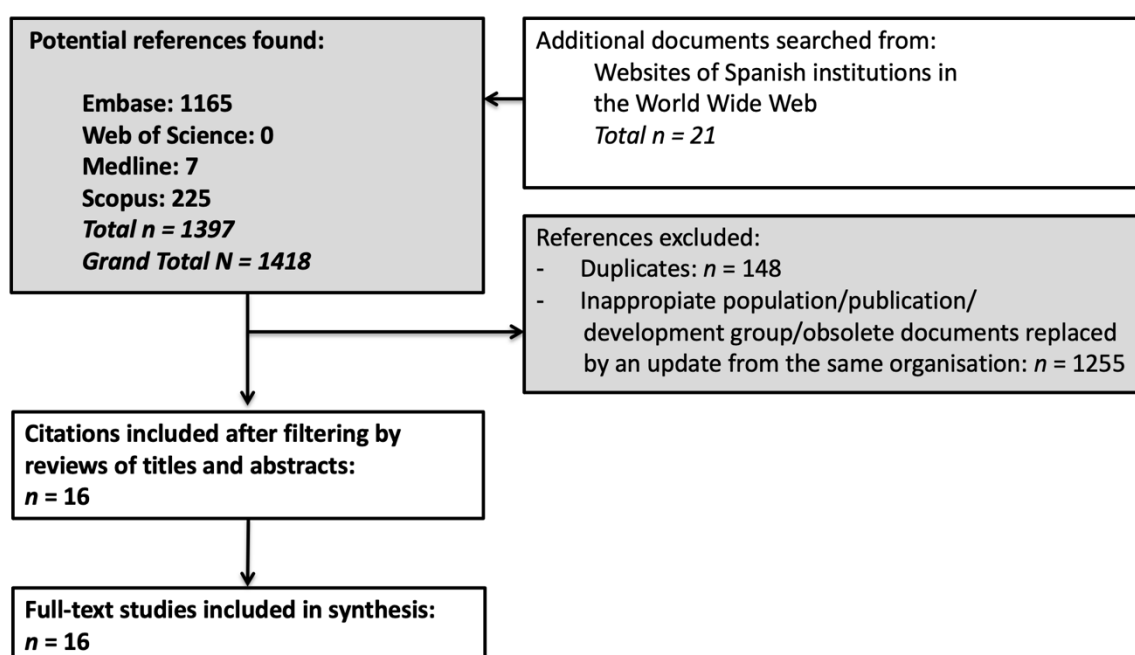 Potential references found:
Embase: 1165
Web of Science: 0
Medline: 7
Scopus: 225
Total n = 1397
Grand Total N = 1418
Additional documents searched from:
Websites of Spanish institutions in
the World Wide Web
Total n = 21
References excluded:
- Duplicates: n = 148
- Inappropiate population/publication/
development group/obsolete documents replaced
by an update from the same organisation: n = 1255
Citations included after filtering by
reviews of titles and abstracts:
n = 16
Full-text studies included in synthesis:
n = 16